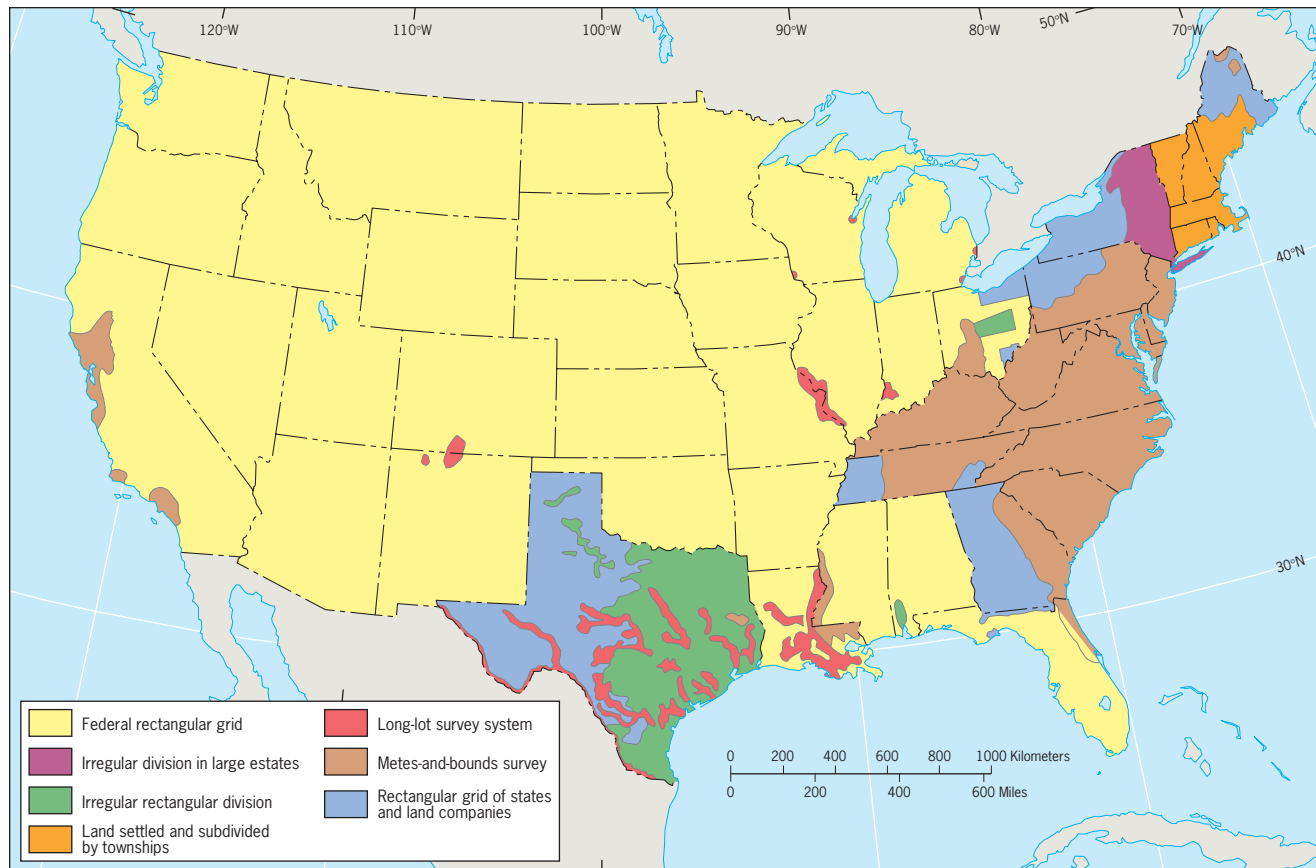 120°W
110°W
100°W
90°W
80°W
50°N
70°W
40°N
30°N
Federal rectangular grid
Irregular division in large estates
Irregular rectangular division
Land settled and subdivided
by townships
Long-lot survey system
Metes-and-bounds survey
Rectangular grid of states
and land companies
0 200 400 600 800 1000 Kilometers
0 200 400 600 Miles